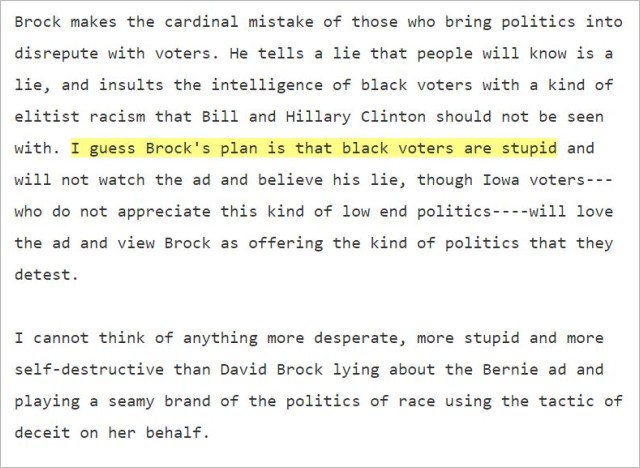 Brock makes the cardinal mistake of those who bring politics into
disrepute with voters. He tells a lie that people will know is a
lie, and insults the intelligence of black voters with a kind of
elitist racism that Bill and Hillary Clinton should not be seen
with. I guess Brock's plan is that black voters are stupid and
will not watch the ad and believe his lie, though Iowa voters---
who do not appreciate this kind of low end politics----will love
the ad and view Brock as offering the kind of politics that they
detest.
I cannot think of anything more desperate, more stupid and more
self-destructive than David Brock lying about the Bernie ad and
playing a seamy brand of the politics of race using the tactic of
deceit on her behalf.